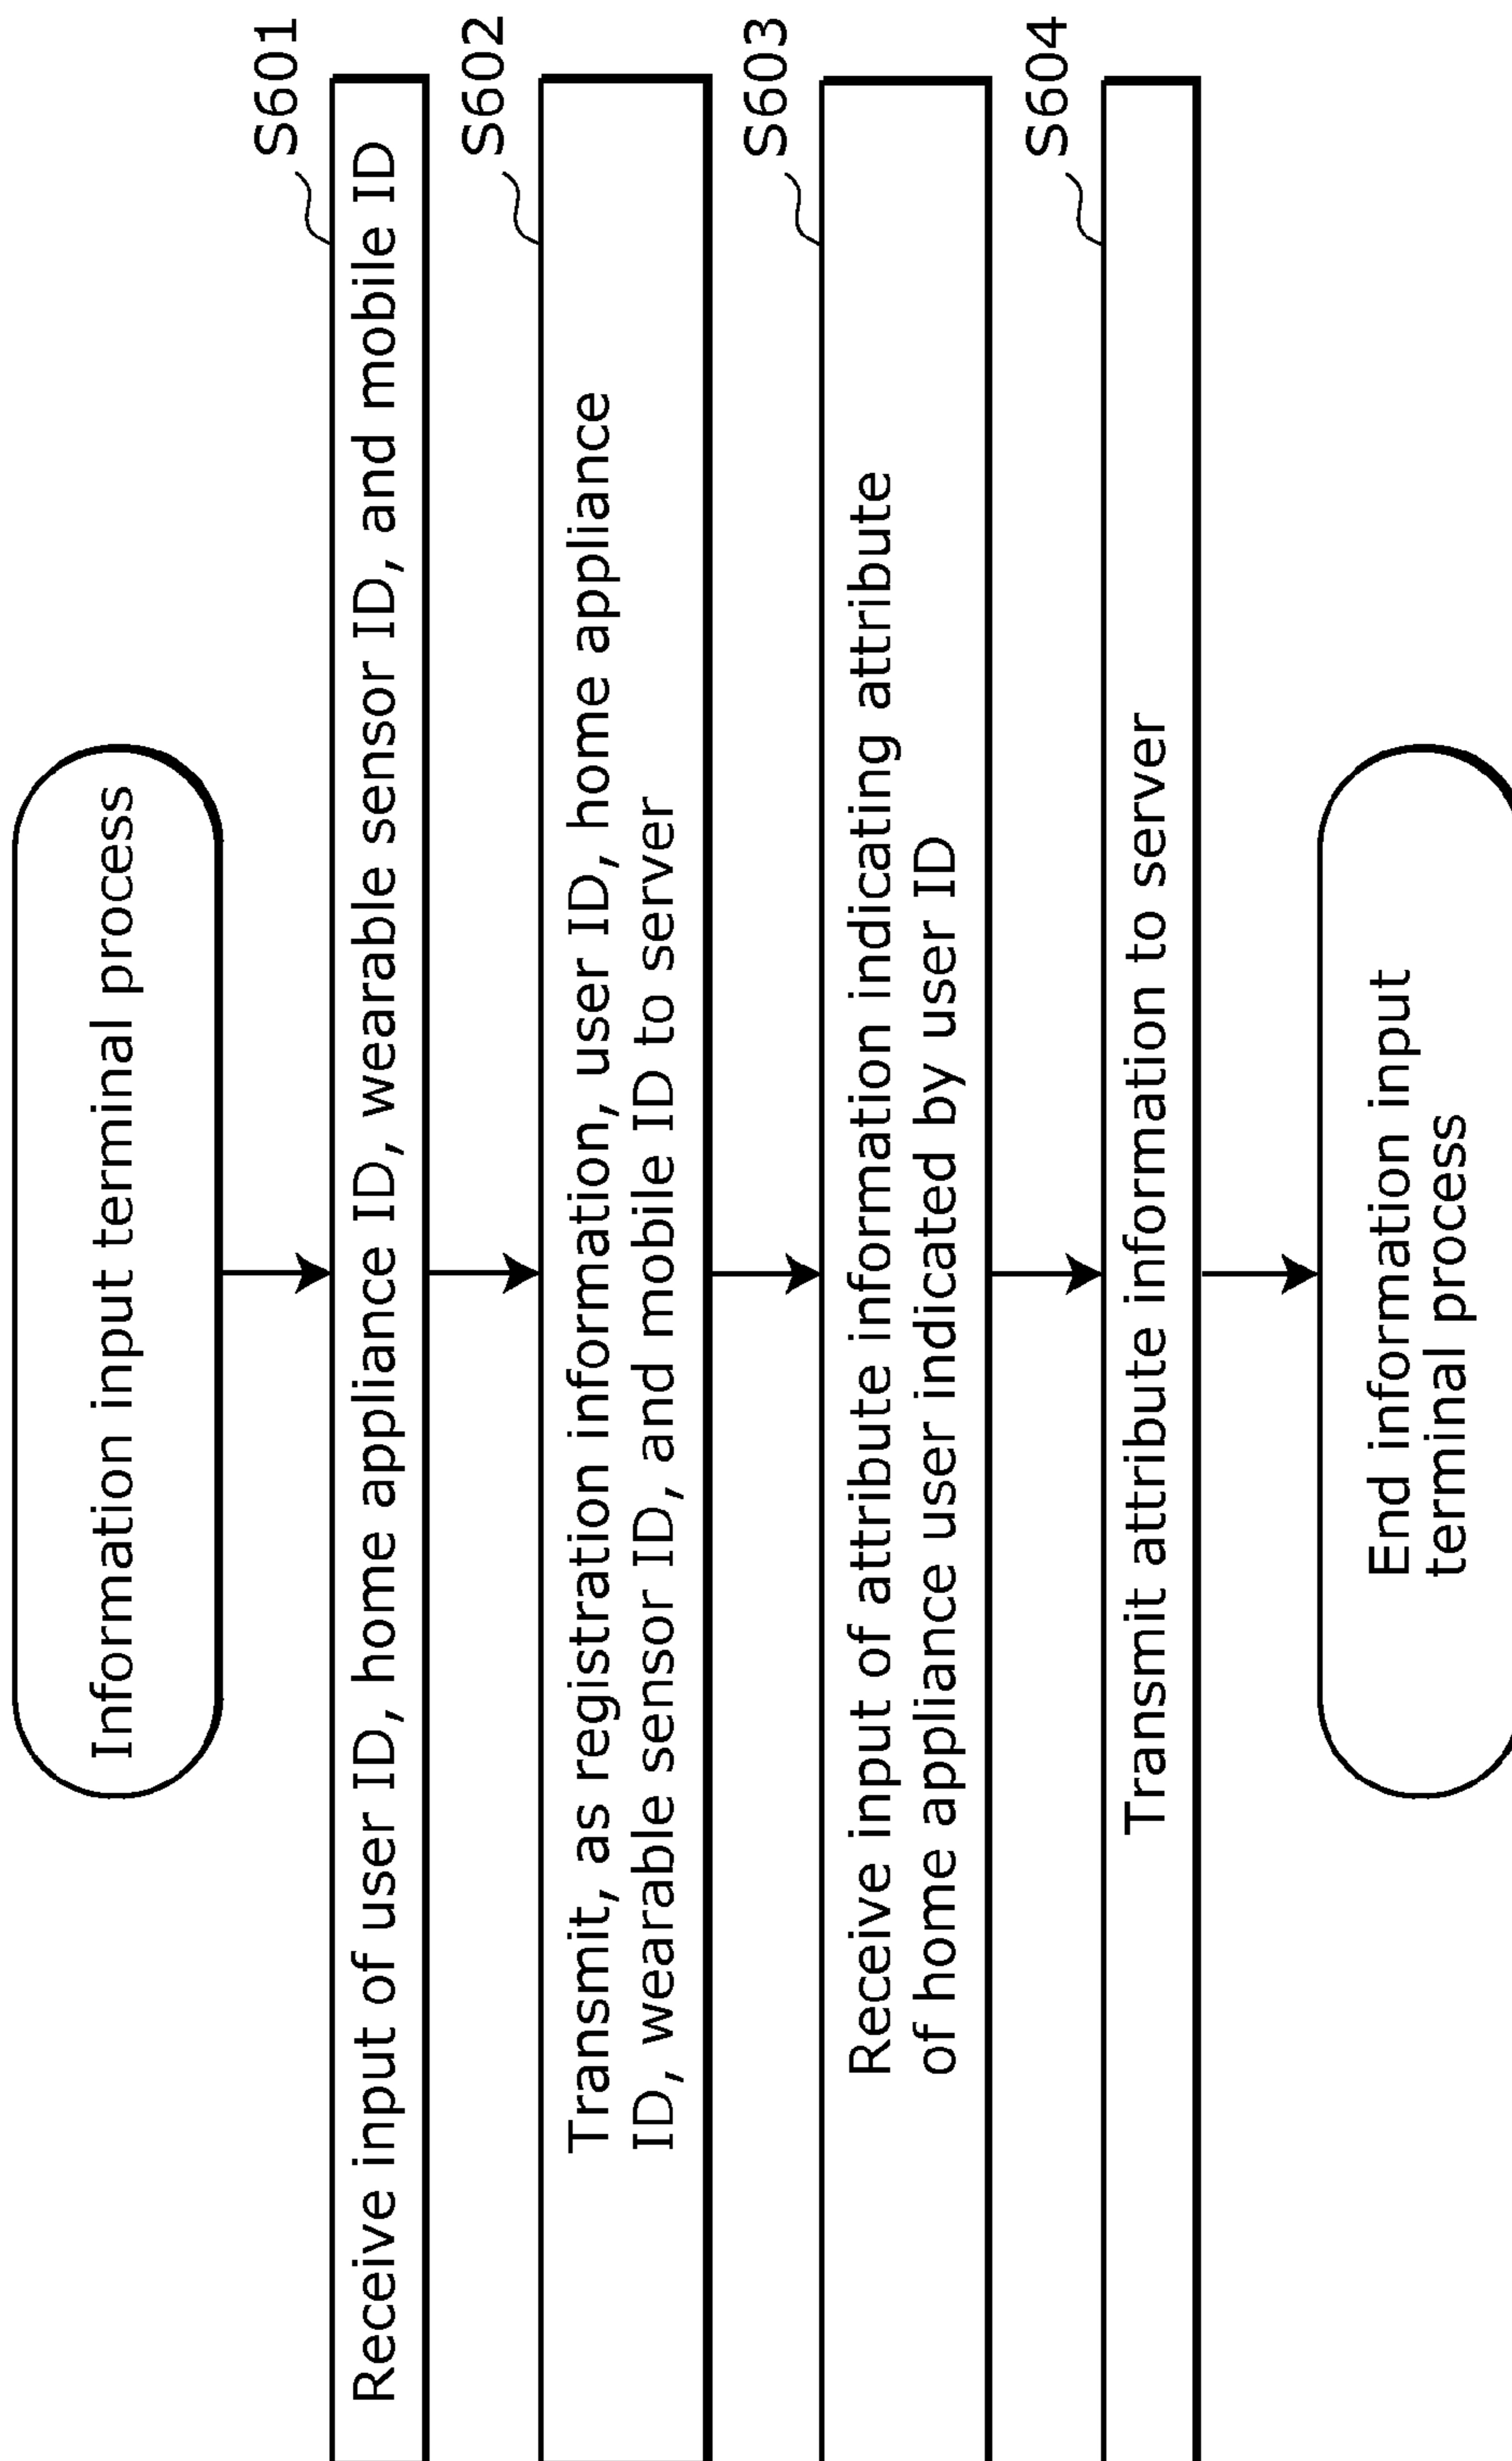 Information input terminal process
S601
Receive input of user ID, home appliance ID, wearable sensor ID, and mobile ID
S602
Transmit, as registration information, user ID, home appliance
ID, wearable sensor ID, and mobile ID to server
S603
Receive input of attribute information indicating attribute
of home appliance user indicated by user ID
S604
Transmit attribute information to server
End information input
terminal process